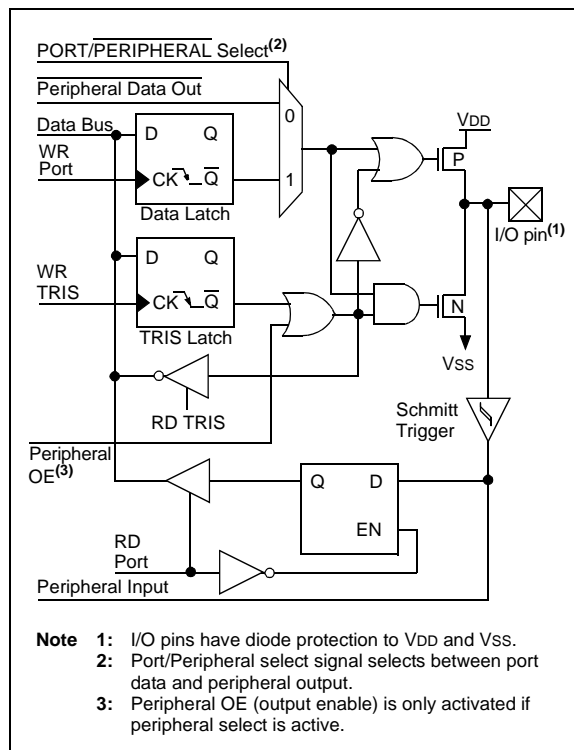 PORT/PERIPHERAL Select(2)
Peripheral Data Out
Data Bus
WR
Port
D
Q
CK
Q
Data Latch
0
1
VDD
P
I/O pin(1)
WR
TRIS
D
Q
CK
Q
TRIS Latch
N
VSS
RD TRIS
Schmitt
Trigger
Peripheral
OE(3)
Q
D
EN
RD
Port
Peripheral Input
Note 1: I/O pins have diode protection to VDD and VSS.
2: Port/Peripheral select signal selects between port
data and peripheral output.
3: Peripheral OE (output enable) is only activated if
peripheral select is active.